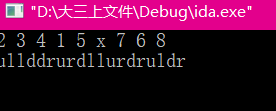 "D:\大三上文件\Debug\ida.exe"
2 3 4 1 5 x 7 6 8
ullddrurdllurdruldr